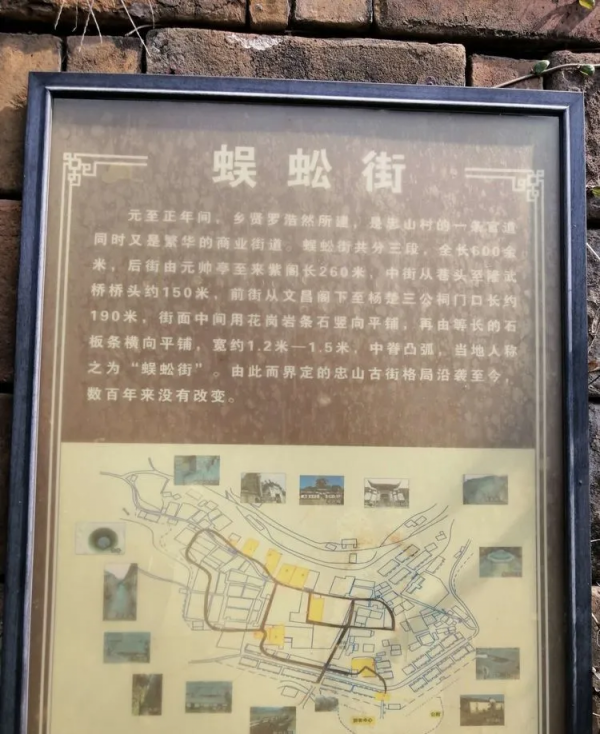 蜈蚣街
元至正年间，乡贤罗浩然所建，是忠山村的一条官道
同时又是繁华的商业街道。蜈蚣街共分三段，全长600余
米，后街由元帅亭至来紫阁长260米，中街从巷头至隆武
桥桥头约150米，前街从文昌阁下至杨楚三公祠门口长约
190米，街面中间用花岗岩条石竖向平铺，再由等长的石
板条横向平铺，宽约1.2米—1.5米，中脊凸弧，当地人称
之为“蜈蚣街”。由此而界定的忠山古街格局沿袭至今，
数百年来没有改变。